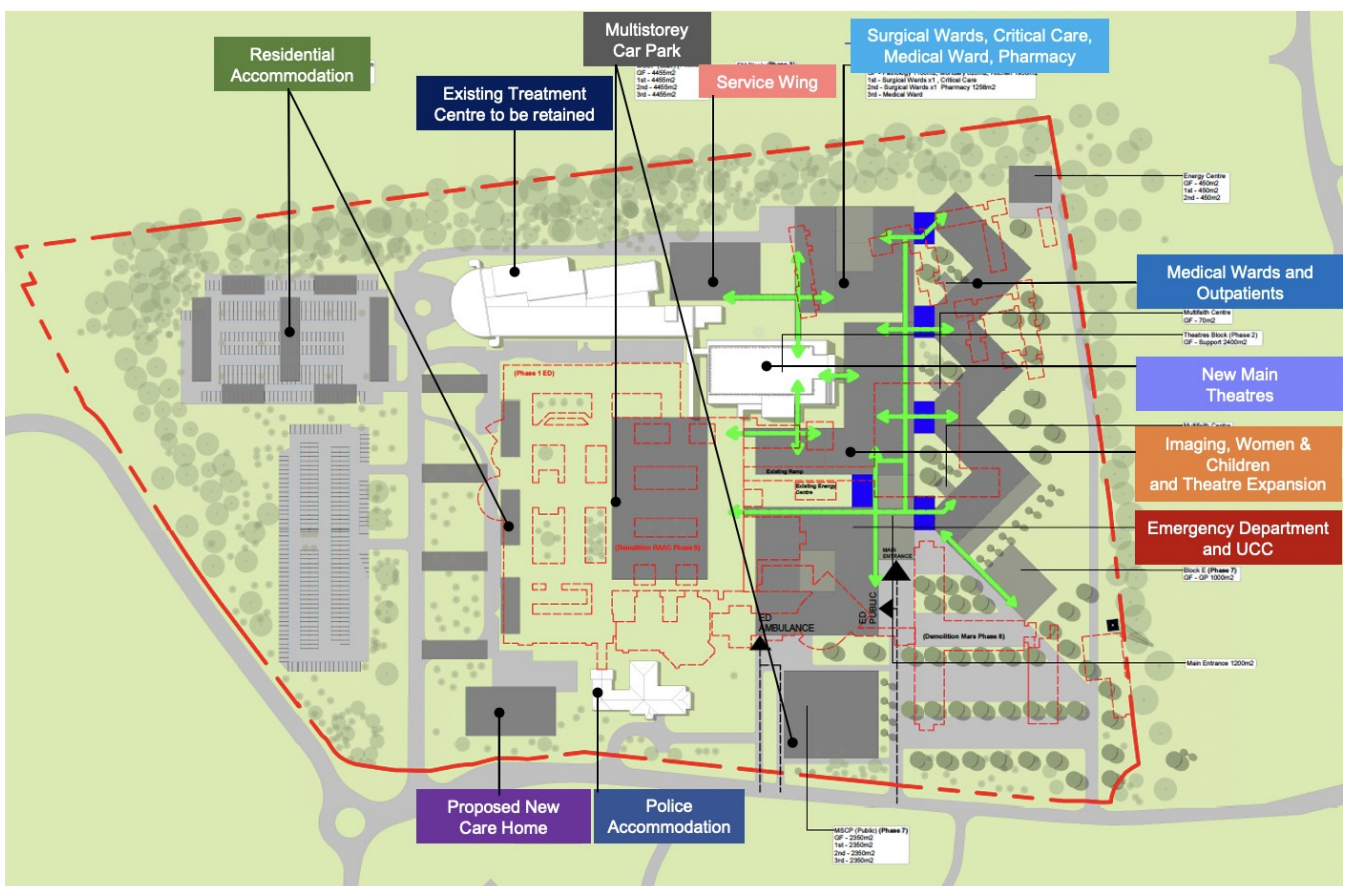 Residential
Accommodation
Existing Treatment
Centre to be retained
Multistorey
Car Park
GF - 4455m2
1st - 4455m2
2nd - 4455m2
3rd - 4455m2
Service Wing
Surgical Wards, Critical Care,
Medical Ward, Pharmacy
1st - Surgical Wards x1 , Critical Care
2nd - Surgical Wards x1 Pharmacy 1258m2
3rd - Medical Ward
Energy Centre
GF - 450m2
1st - 450m2
2nd - 450m2
Medical Wards and
Outpatients
Multifaith Centre
GF - 70m2
Theatres Block (Phase 2)
GF - Support 2400m2
New Main
Theatres
Multifaith Centre
Imaging, Women &
Children
and Theatre Expansion
Emergency Department
and UCC
Block E (Phase 7)
GF - GP 1000m2
Main Entrance 1200m2
(Phase 1 ED)
Existing Ramp
Existing Energy
Centre
(Demolition RAAC Phase 6)
MAIN
ENTRANCE
ED
PUBLIC
ED
AMBULANCE
Proposed New
Care Home
Police
Accommodation
MSCP (Public) (Phase 7)
GF - 2350m2
1st - 2350m2
2nd - 2350m2
3rd - 2350m2